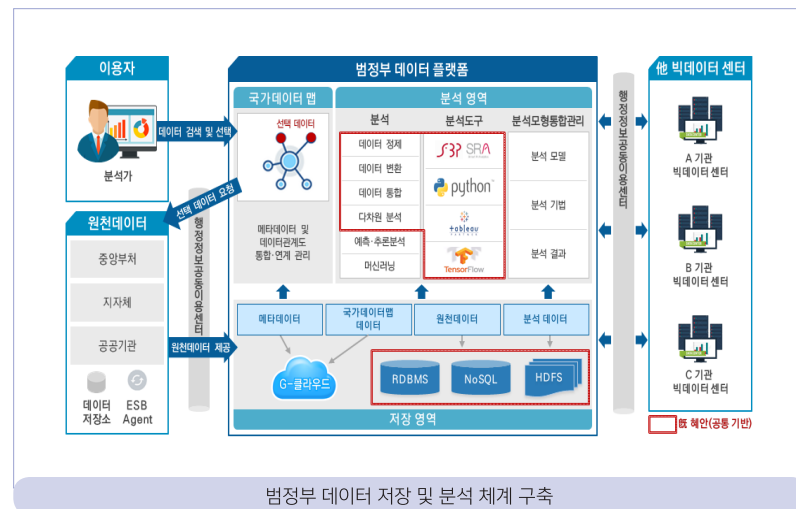 이용자
분석가
데이터 검색 및 선택
선택 데이터 요청
행정정보공동이용센터
원천데이터
중앙부처
지자체
공공기관
데이터
저장소
ESB
Agent
원천데이터 제공
범정부 데이터 플랫폼
국가데이터 맵
선택 데이터
메타데이터 및
데이터관계도
통합·연계 관리
분석 영역
분석
데이터 정제
데이터 변환
데이터 통합
다차원 분석
예측·추론분석
머신러닝
분석도구
SRA
python
tableau
TensorFlow
분석모형통합관리
분석 모델
분석 기법
분석 결과
메타데이터
국가데이터맵
데이터
원천데이터
분석 데이터
G-클라우드
RDBMS
NoSQL
HDFS
저장 영역
행정정보공동이용센터
他 빅데이터 센터
A 기관
빅데이터 센터
B 기관
빅데이터 센터
C 기관
빅데이터 센터
旣 혜안(공통 기반)
범정부 데이터 저장 및 분석 체계 구축